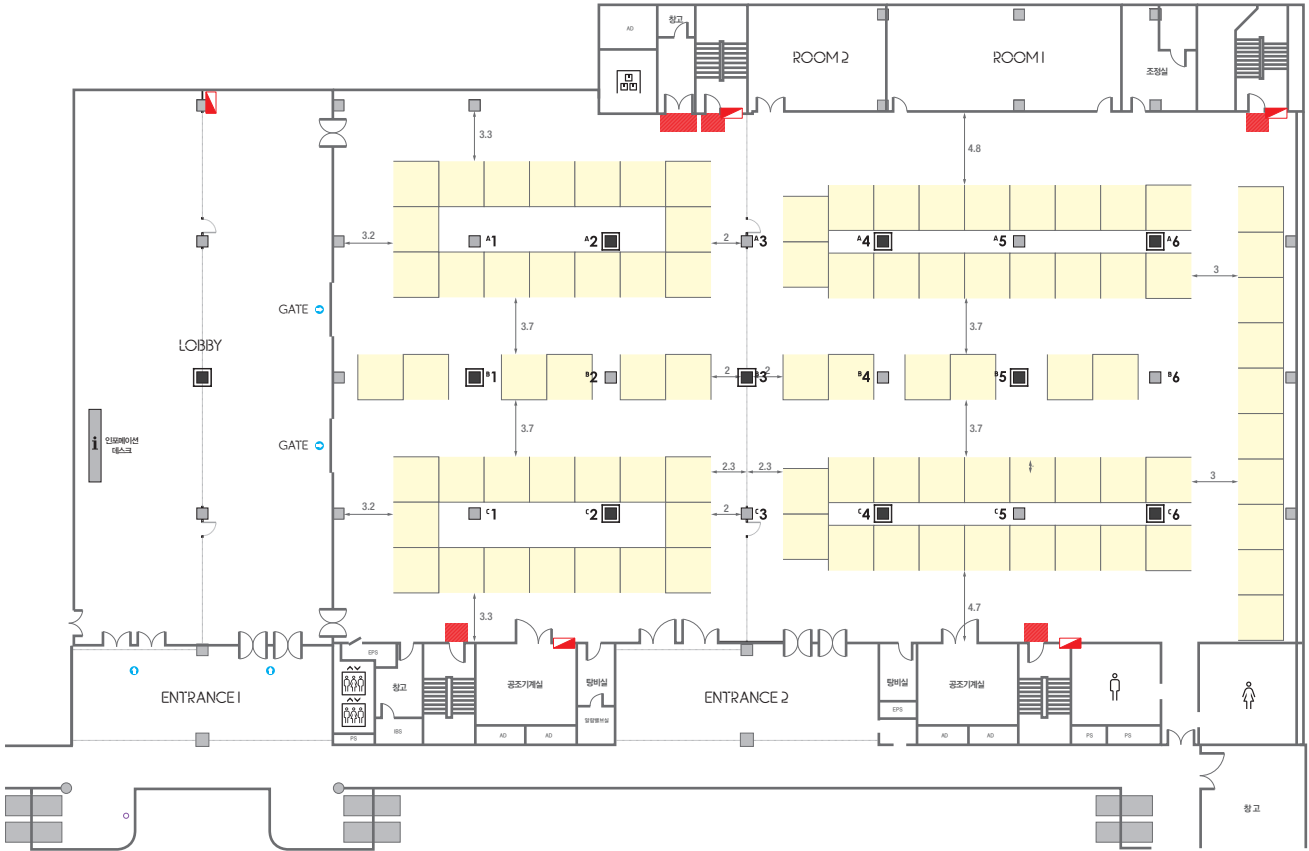 AD
창고
ROOM 2
ROOM 1
조정실
3.3
4.8
3.2
A1
A2
2
A3
A4
A5
A6
3
GATE
3.7
3.7
LOBBY
B1
B2
2
B3
2
B4
B5
B6
i
인포메이션
데스크
GATE
3.7
3.7
2.3
2.3
3
3.2
C1
C2
2
C3
C4
C5
C6
3.3
4.7
EPS
ENTRANCE 1
창고
공조기계실
탕비실
ENTRANCE 2
탕비실
공조기계실
EPS
PS
IBS
AD
AD
AD
AD
PS
PS
창고